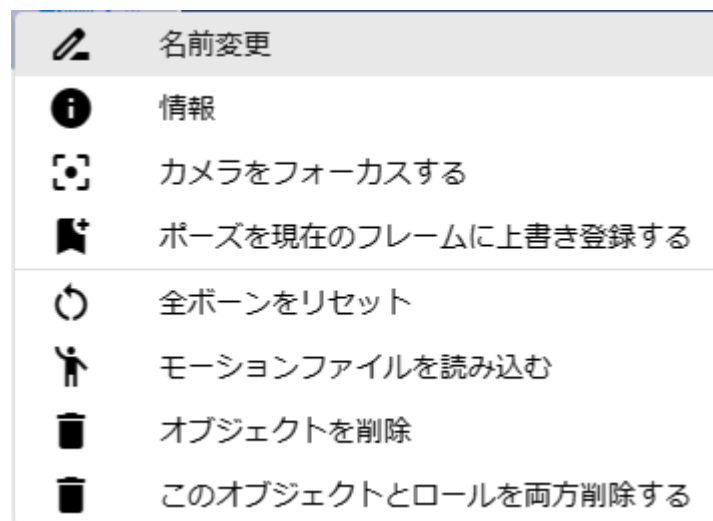 名前変更
情報
カメラをフォーカスする
ポーズを現在のフレームに上書き登録する
全ボーンをリセット
モーションファイルを読み込む
オブジェクトを削除
このオブジェクトとロールを両方削除する